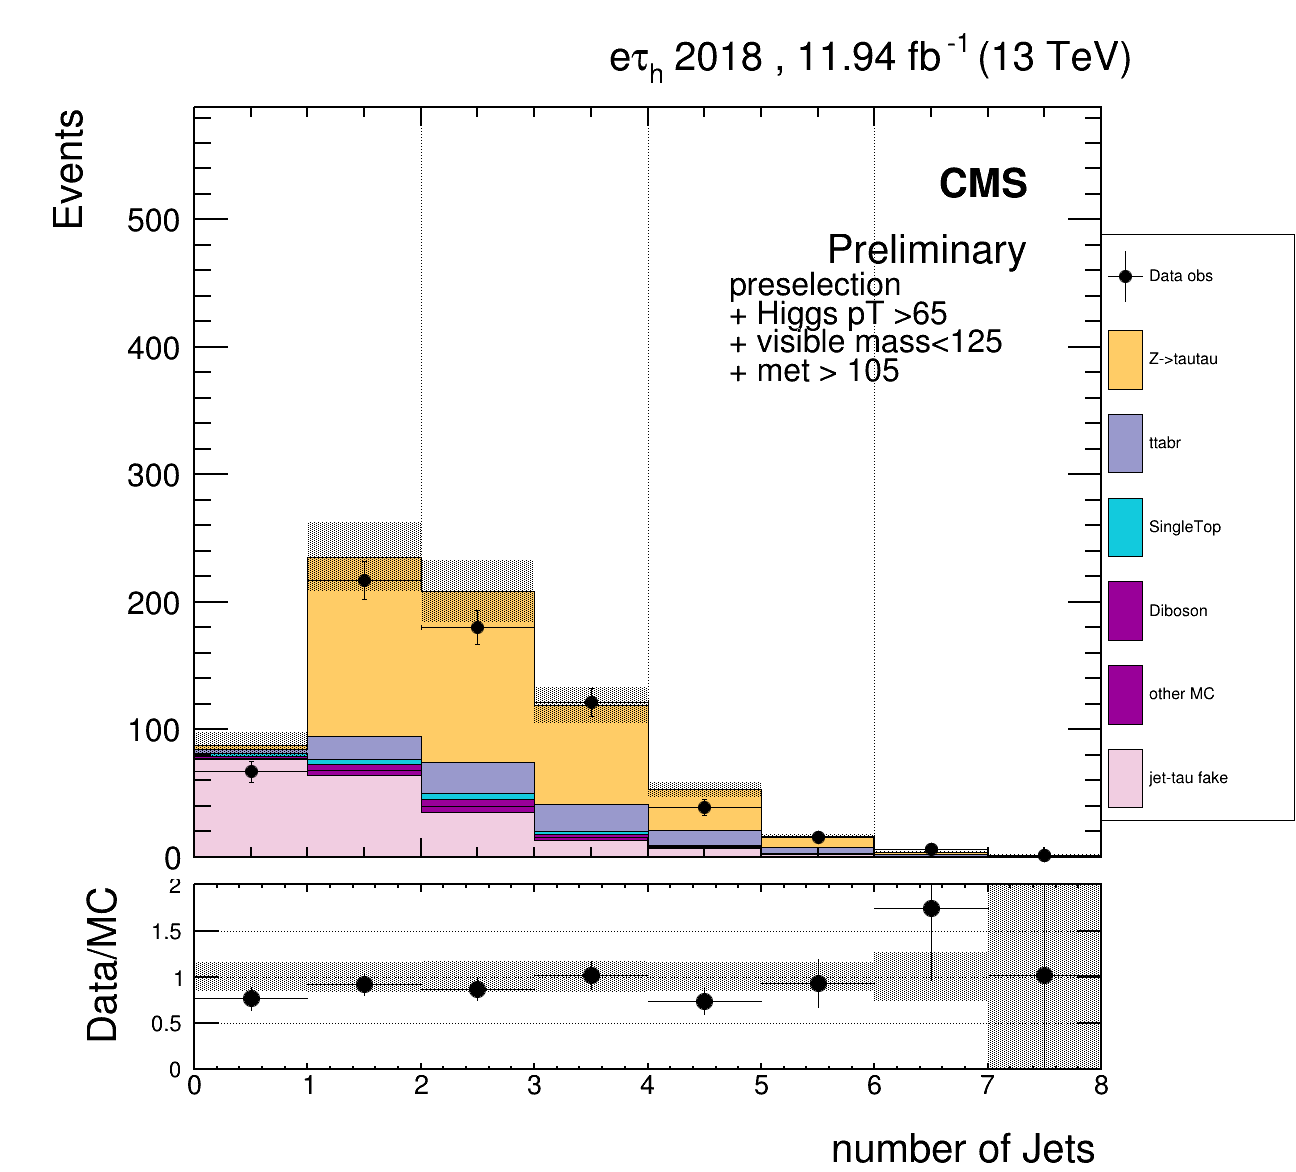 eτh 2018 , 11.94 fb-1 (13 TeV)
Events
CMS
Preliminary
preselection
+ Higgs pT >65
+ visible mass<125
+ met > 105
500
400
300
200
100
0
Data obs
Z->tautau
ttabr
SingleTop
Diboson
other MC
jet-tau fake
Data/MC
2
1.5
1
0.5
0
0 1 2 3 4 5 6 7 8
number of Jets